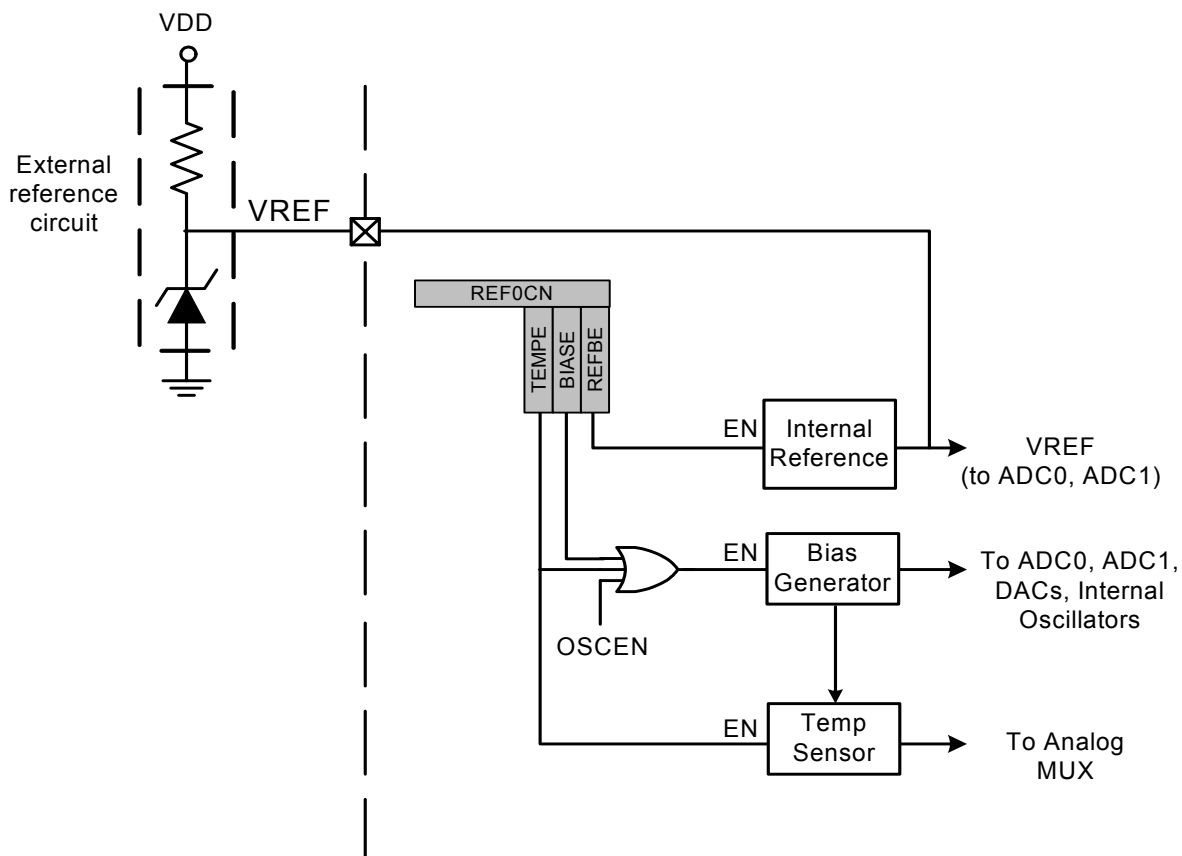 VDD
External
reference
circuit
VREF
REF0CN
TEMPE
BIASE
REFBE
EN
Internal
Reference
VREF
(to ADC0, ADC1)
EN
Bias
Generator
To ADC0, ADC1,
DACs, Internal
Oscillators
OSCEN
EN
Temp
Sensor
To Analog
MUX